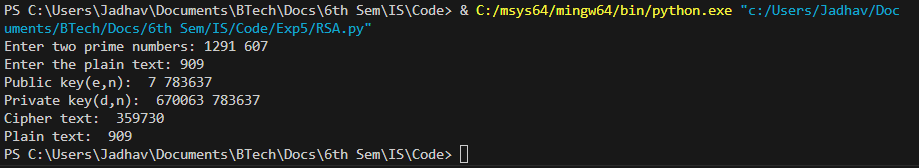 PS C:\Users\Jadhav\Documents\BTech\Docs\6th Sem\IS\Code> & C:/msys64/mingw64/bin/python.exe "c:/Users/Jadhav/Doc
uments/BTech/Docs/6th Sem/IS/Code/Exp5/RSA.py"
Enter two prime numbers: 1291 607
Enter the plain text: 909
Public key(e,n):  7 783637
Private key(d,n):  670063 783637
Cipher text:  359730
Plain text:  909
PS C:\Users\Jadhav\Documents\BTech\Docs\6th Sem\IS\Code>